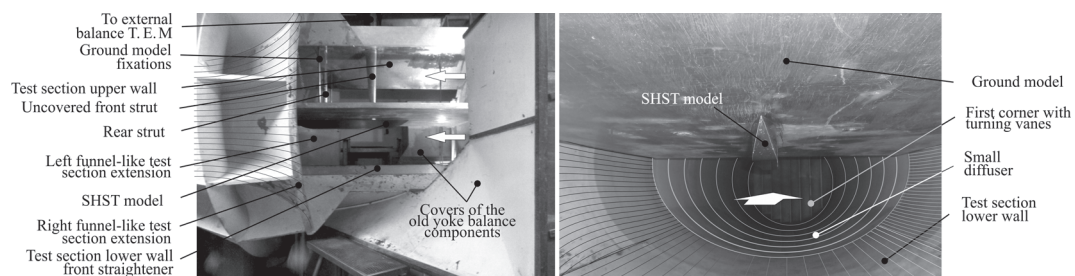 To external
balance T. E. M
Ground model
fixations
Test section upper wall
Uncovered front strut
Rear strut
Left funnel-like test
section extension
SHST model
Right funnel-like test
section extension
Test section lower wall
front straightener
Covers of the
old yoke balance
components
SHST model
Ground model
First corner with
turning vanes
Small
diffuser
Test section
lower wall